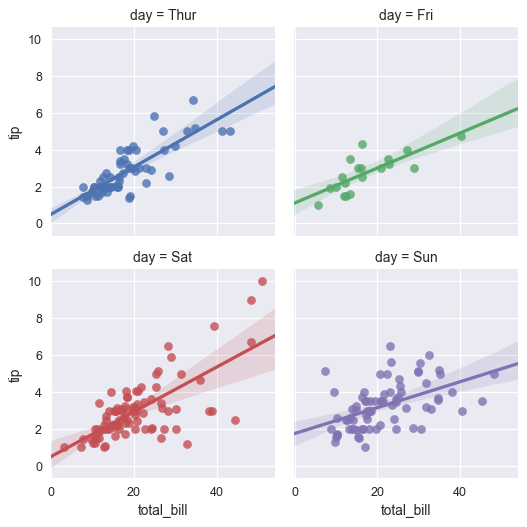 day = Thur
day = Fri
10
8
6
4
2
0
tip
day = Sat
day = Sun
10
8
6
4
2
0
tip
0 20 40
0 20 40
total_bill
total_bill